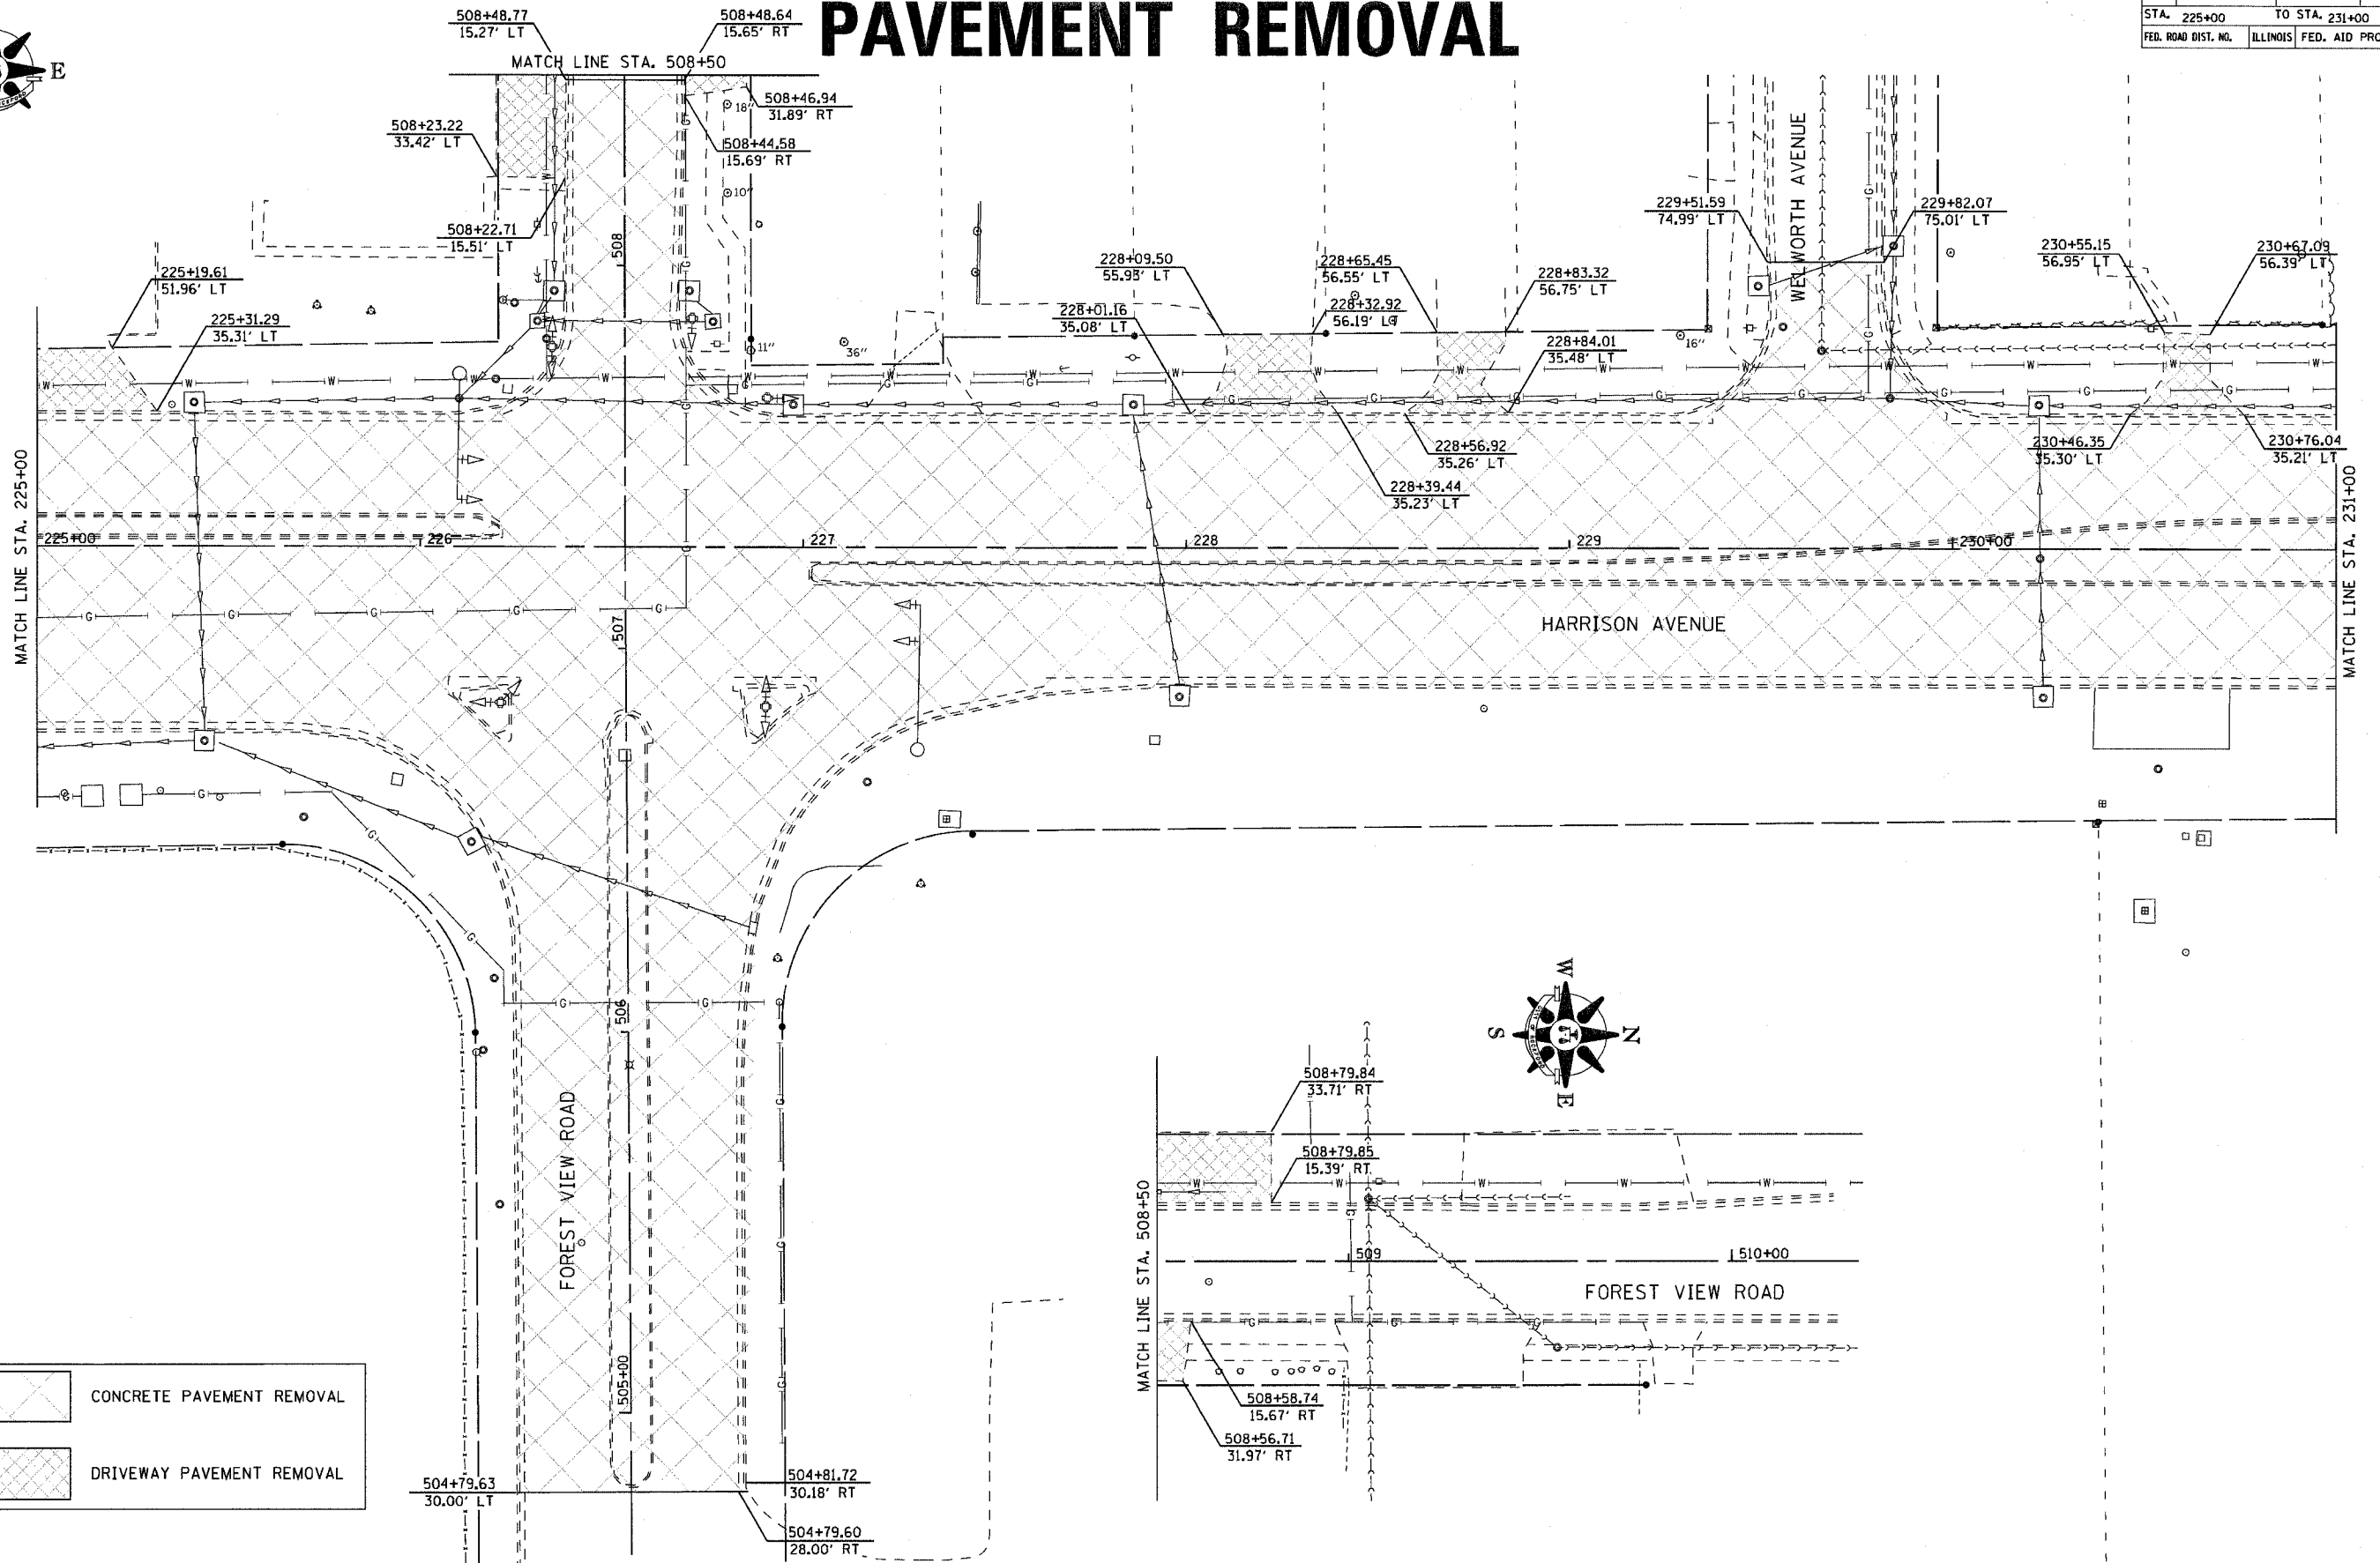 PAVEMENT REMOVAL
STA. 225+00 TO STA. 231+00
FED. ROAD DIST. NO. ILLINOIS FED. AID PRO
E
508+48.77
15.27' LT
508+48.64
15.65' RT
MATCH LINE STA. 508+50
508+46.94
31.89' RT
18"
508+23.22
33.42' LT
508+44.58
15.69' RT
10"
508+22.71
15.51' LT
508
225+19.61
51.96' LT
225+31.29
35.31' LT
11"
36"
228+09.50
55.93' LT
228+01.16
35.08' LT
228+65.45
56.55' LT
228+32.92
56.19' LT
228+83.32
56.75' LT
228+84.01
35.48' LT
16"
229+51.59
74.99' LT
WELWORTH AVENUE
229+82.07
75.01' LT
230+55.15
56.95' LT
230+67.09
56.39' LT
W W W W W W W W W W W W W W W W
G G G G G G G G
228+56.92
35.26' LT
228+39.44
35.23' LT
230+46.35
35.30' LT
230+76.04
35.21' LT
MATCH LINE STA. 225+00
MATCH LINE STA. 231+00
225+00
226
227
228
229
230+00
G G G G G
507
HARRISON AVENUE
G G G G
506
G G
FOREST VIEW ROAD
505+00
G G G
504+79.63
30.00' LT
504+81.72
30.18' RT
504+79.60
28.00' RT
W
S
N
E
CITY OF ROCKFORD
508+79.84
33.71' RT
508+79.85
15.39' RT
W W W W W
MATCH LINE STA. 508+50
509
510+00
FOREST VIEW ROAD
G G G
508+58.74
15.67' RT
508+56.71
31.97' RT
CONCRETE PAVEMENT REMOVAL
DRIVEWAY PAVEMENT REMOVAL